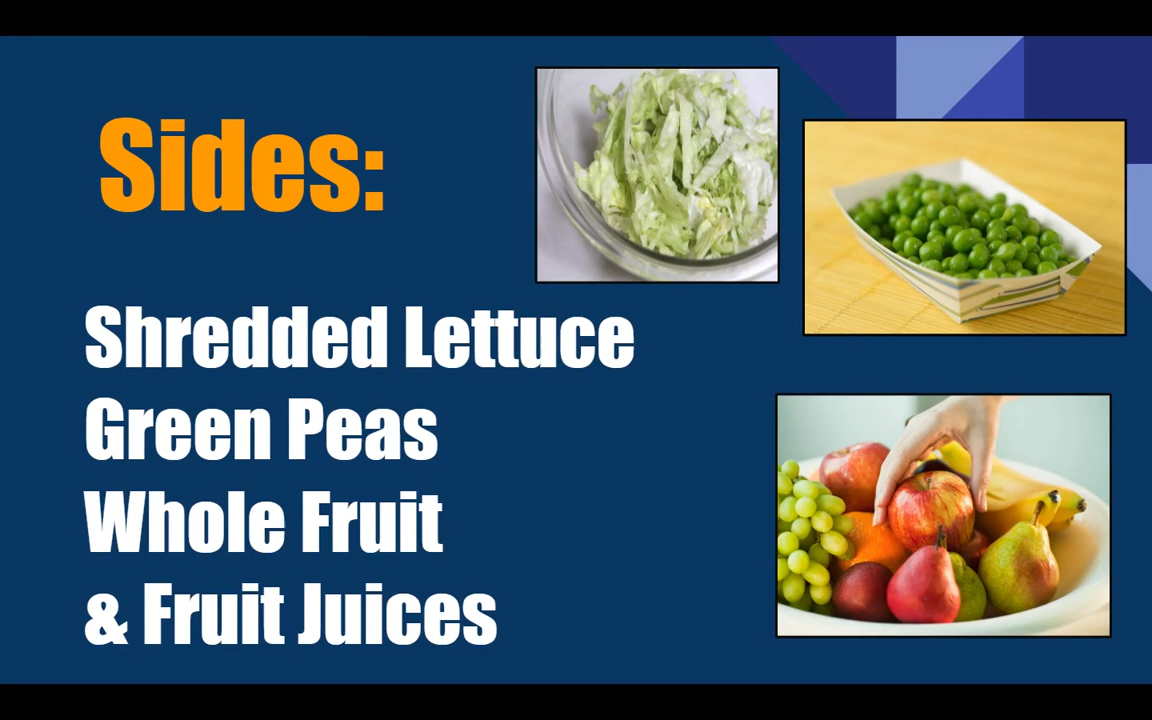 Sides:
Shredded Lettuce
Green Peas
Whole Fruit
& Fruit Juices